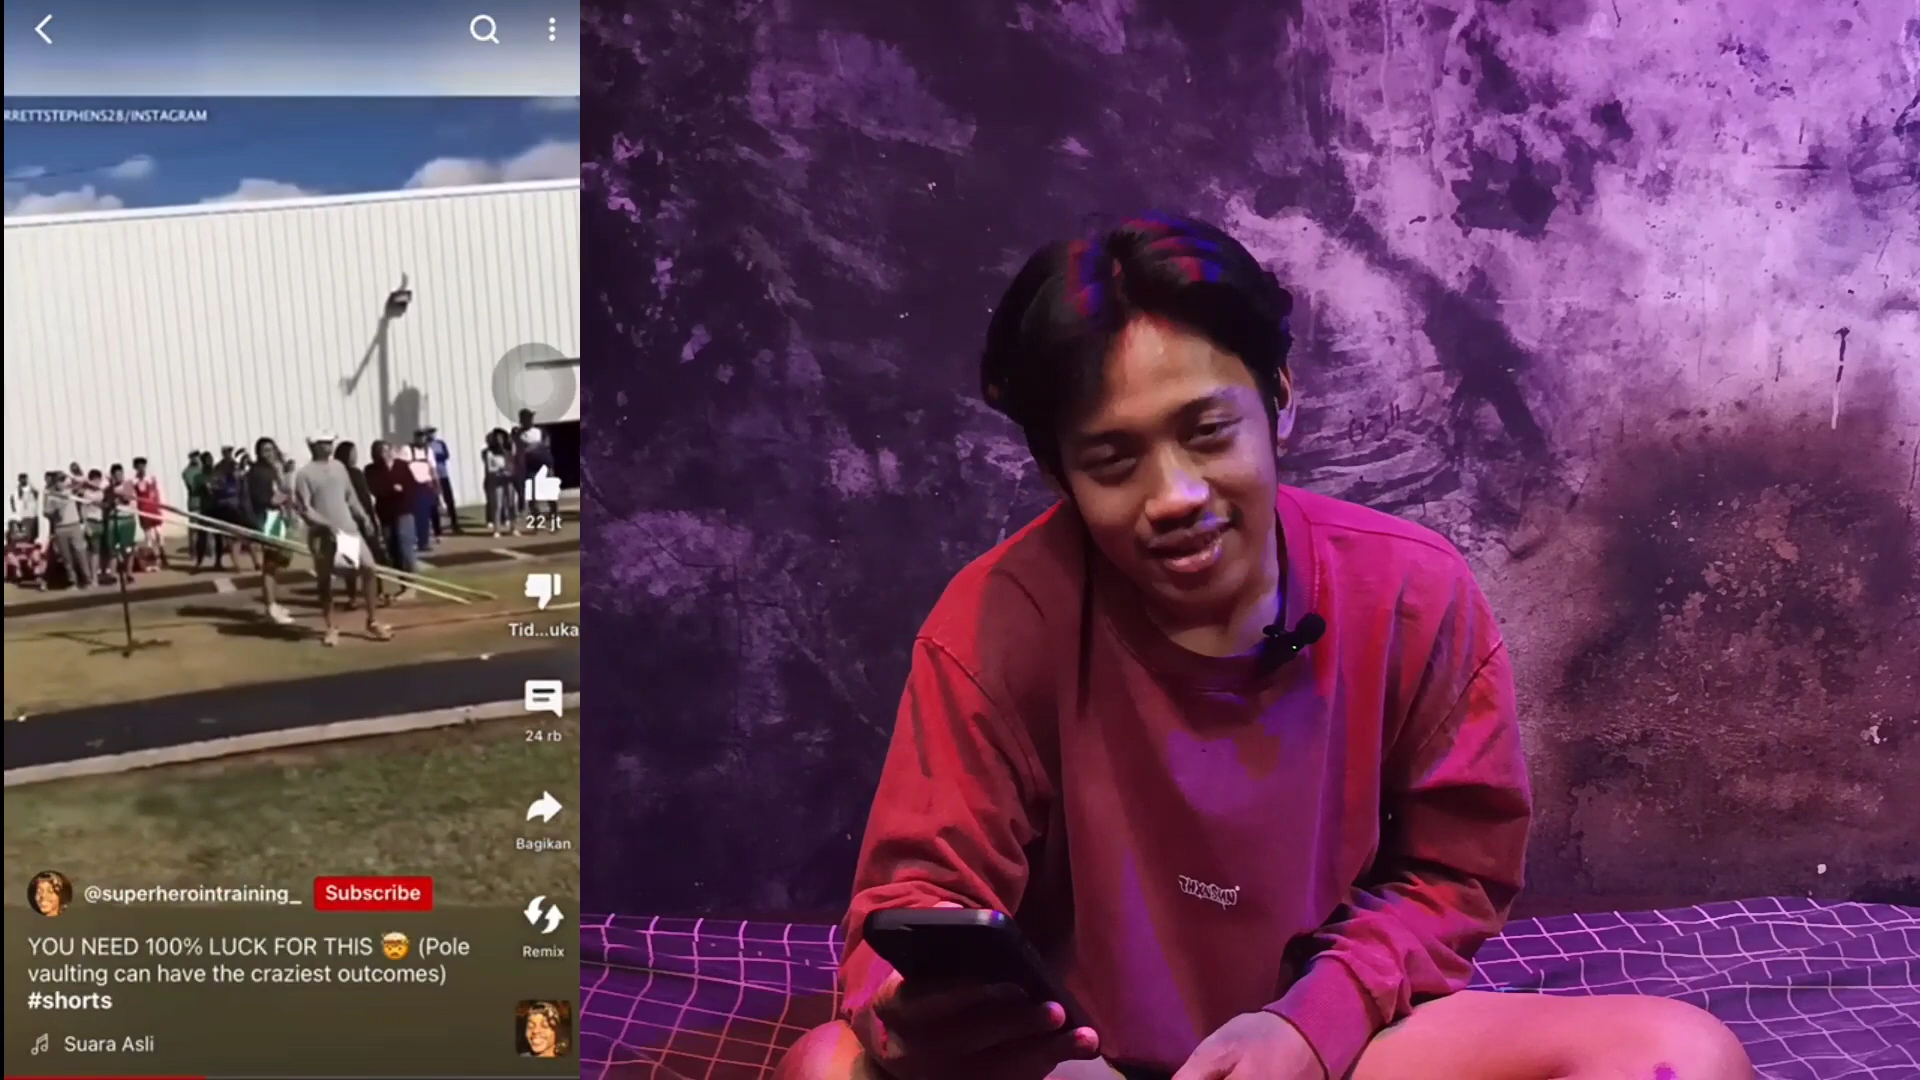 RRETTSTEPHENS28/INSTAGRAM
22 jt
Tid...uka
24 rb
Bagikan
@superherointraining_ Subscribe
Remix
YOU NEED 100% LUCK FOR THIS 🤯 (Pole
vaulting can have the craziest outcomes)
#shorts
Suara Asli
THXNSMN